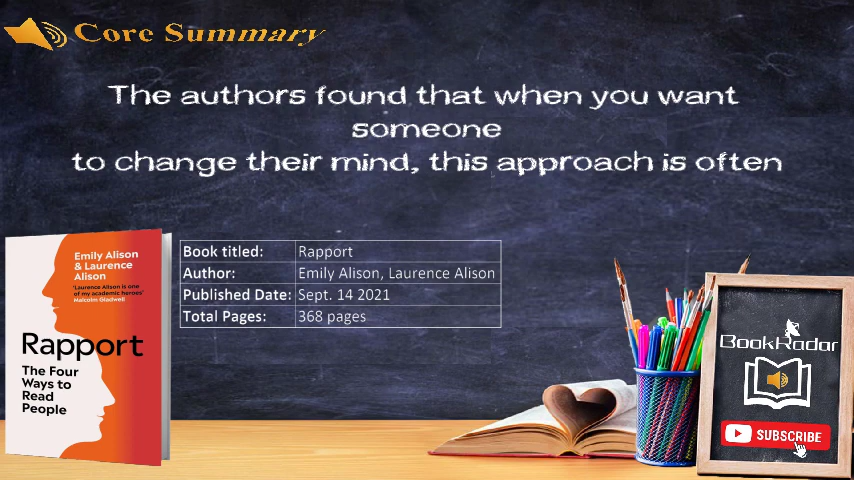 Core Summary
The authors found that when you want
someone
to change their mind, this approach is often
Book titled: Rapport
Author: Emily Alison, Laurence Alison
Published Date: Sept. 14 2021
Total Pages: 368 pages
Emily Alison
& Laurence
Alison
'Laurence Alison is one
of my academic heroes'
Malcolm Gladwell
Rapport
The Four
Ways to
Read
People
BookRadar
SUBSCRIBE